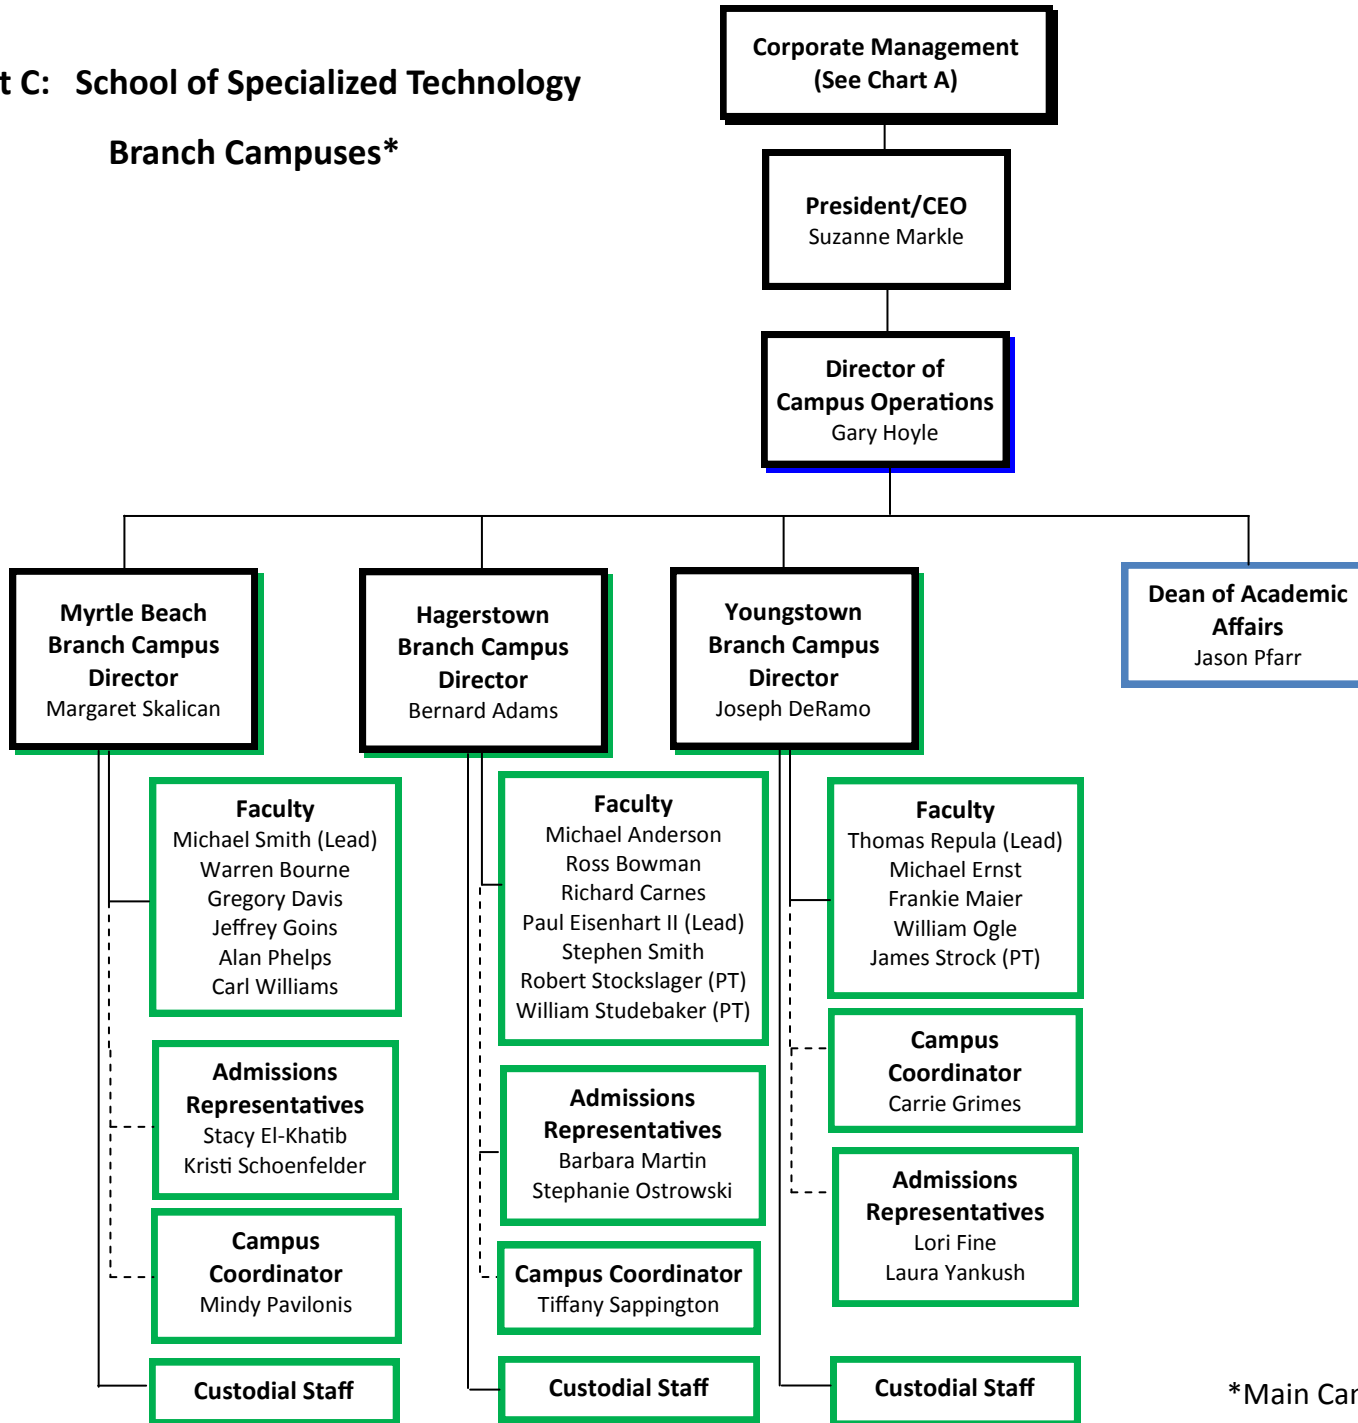 t C: School of Specialized Technology
Branch Campuses*
Corporate Management
(See Chart A)
President/CEO
Suzanne Markle
Director of
Campus Operations
Gary Hoyle
Myrtle Beach
Branch Campus
Director
Margaret Skalican
Hagerstown
Branch Campus
Director
Bernard Adams
Youngstown
Branch Campus
Director
Joseph DeRamo
Dean of Academic
Affairs
Jason Pfarr
Faculty
Michael Smith (Lead)
Warren Bourne
Gregory Davis
Jeffrey Goins
Alan Phelps
Carl Williams
Admissions
Representatives
Stacy El-Khatib
Kristi Schoenfelder
Campus
Coordinator
Mindy Pavilonis
Custodial Staff
Faculty
Michael Anderson
Ross Bowman
Richard Carnes
Paul Eisenhart II (Lead)
Stephen Smith
Robert Stockslager (PT)
William Studebaker (PT)
Admissions
Representatives
Barbara Martin
Stephanie Ostrowski
Campus Coordinator
Tiffany Sappington
Custodial Staff
Faculty
Thomas Repula (Lead)
Michael Ernst
Frankie Maier
William Ogle
James Strock (PT)
Campus
Coordinator
Carrie Grimes
Admissions
Representatives
Lori Fine
Laura Yankush
Custodial Staff
*Main Can